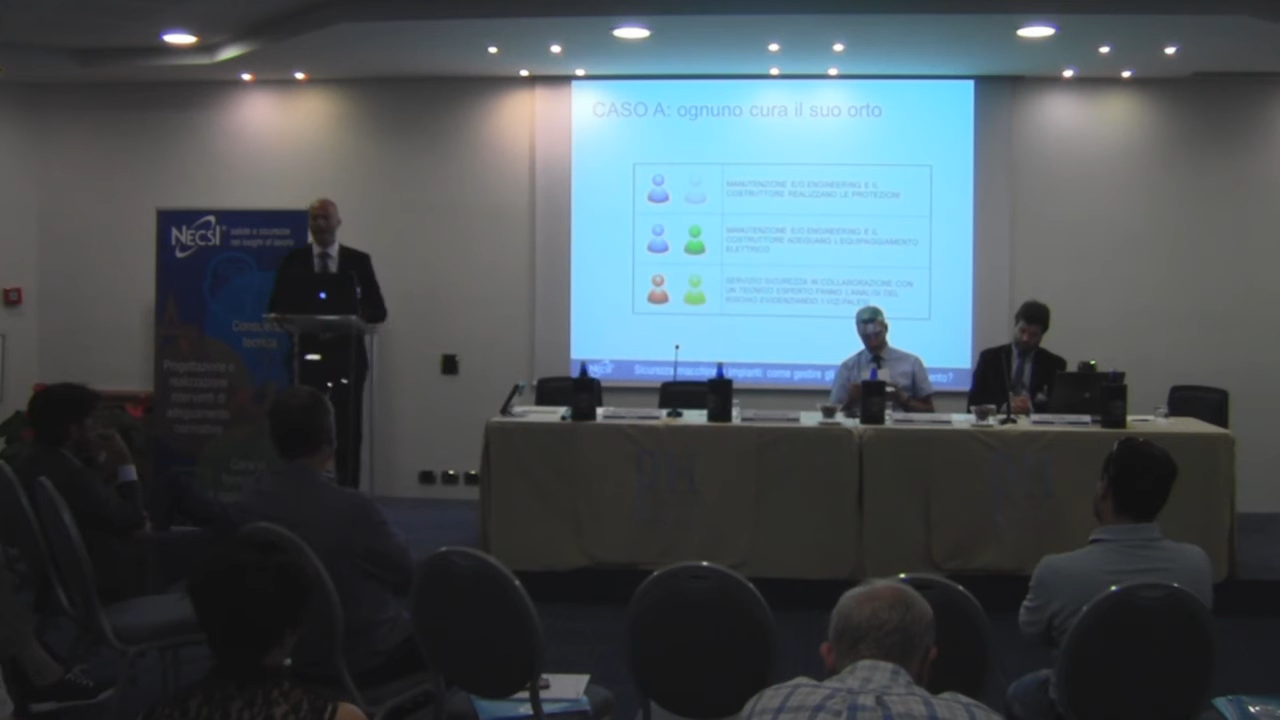 CASO A: ognuno cura il suo orto
MANUTENZIONE E/O ENGINEERING E IL
COSTRUTTORE REALIZZANO LE PROTEZIONI
MANUTENZIONE E/O ENGINEERING E IL
COSTRUTTORE ADEGUANO L'EQUIPAGGIAMENTO
ELETTRICO
SERVIZIO SICUREZZA IN COLLABORAZIONE CON
UN TECNICO ESPERTO FANNO L'ANALISI DEL
RISCHIO EVIDENZIANDO I VIZI PALESI
NECSI
Sicurezza macchine impianti: come gestire gli
NECSI
salute e sicurezza
nei luoghi di lavoro
tecnica
Progettazione e
realizzazione
interventi di
adeguamento
normativo